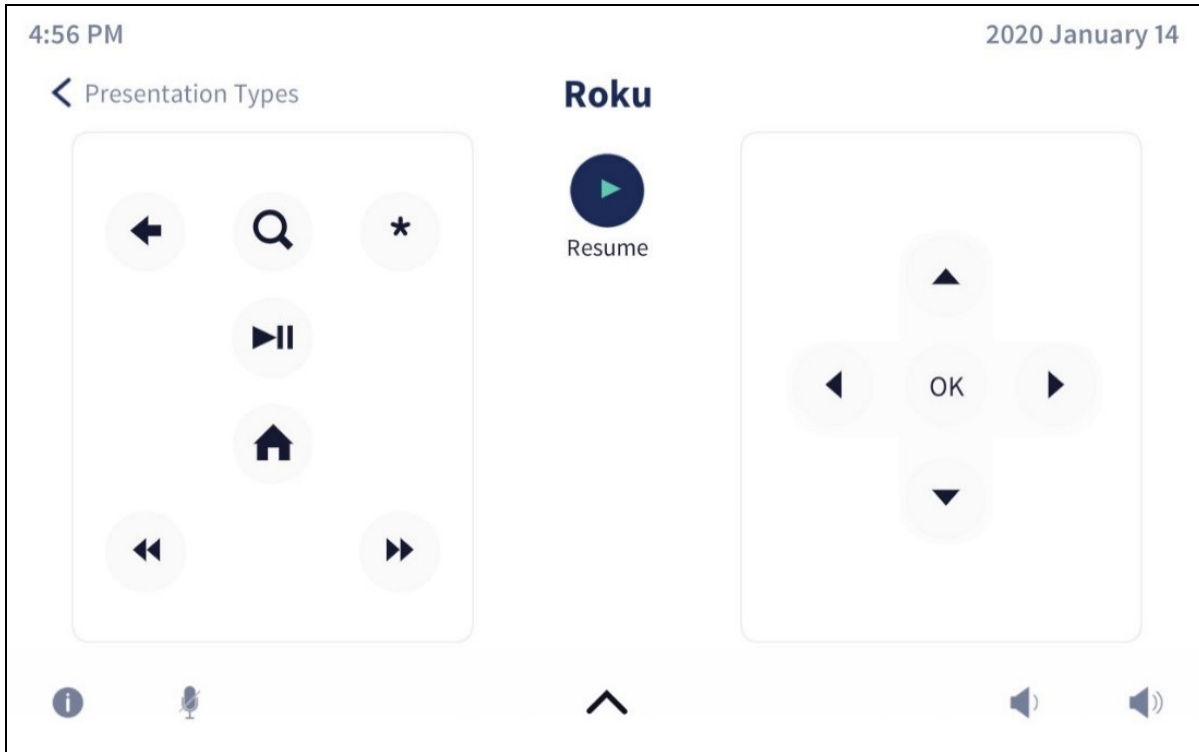 4:56 PM
2020 January 14
Presentation Types
Roku
*
Resume
OK